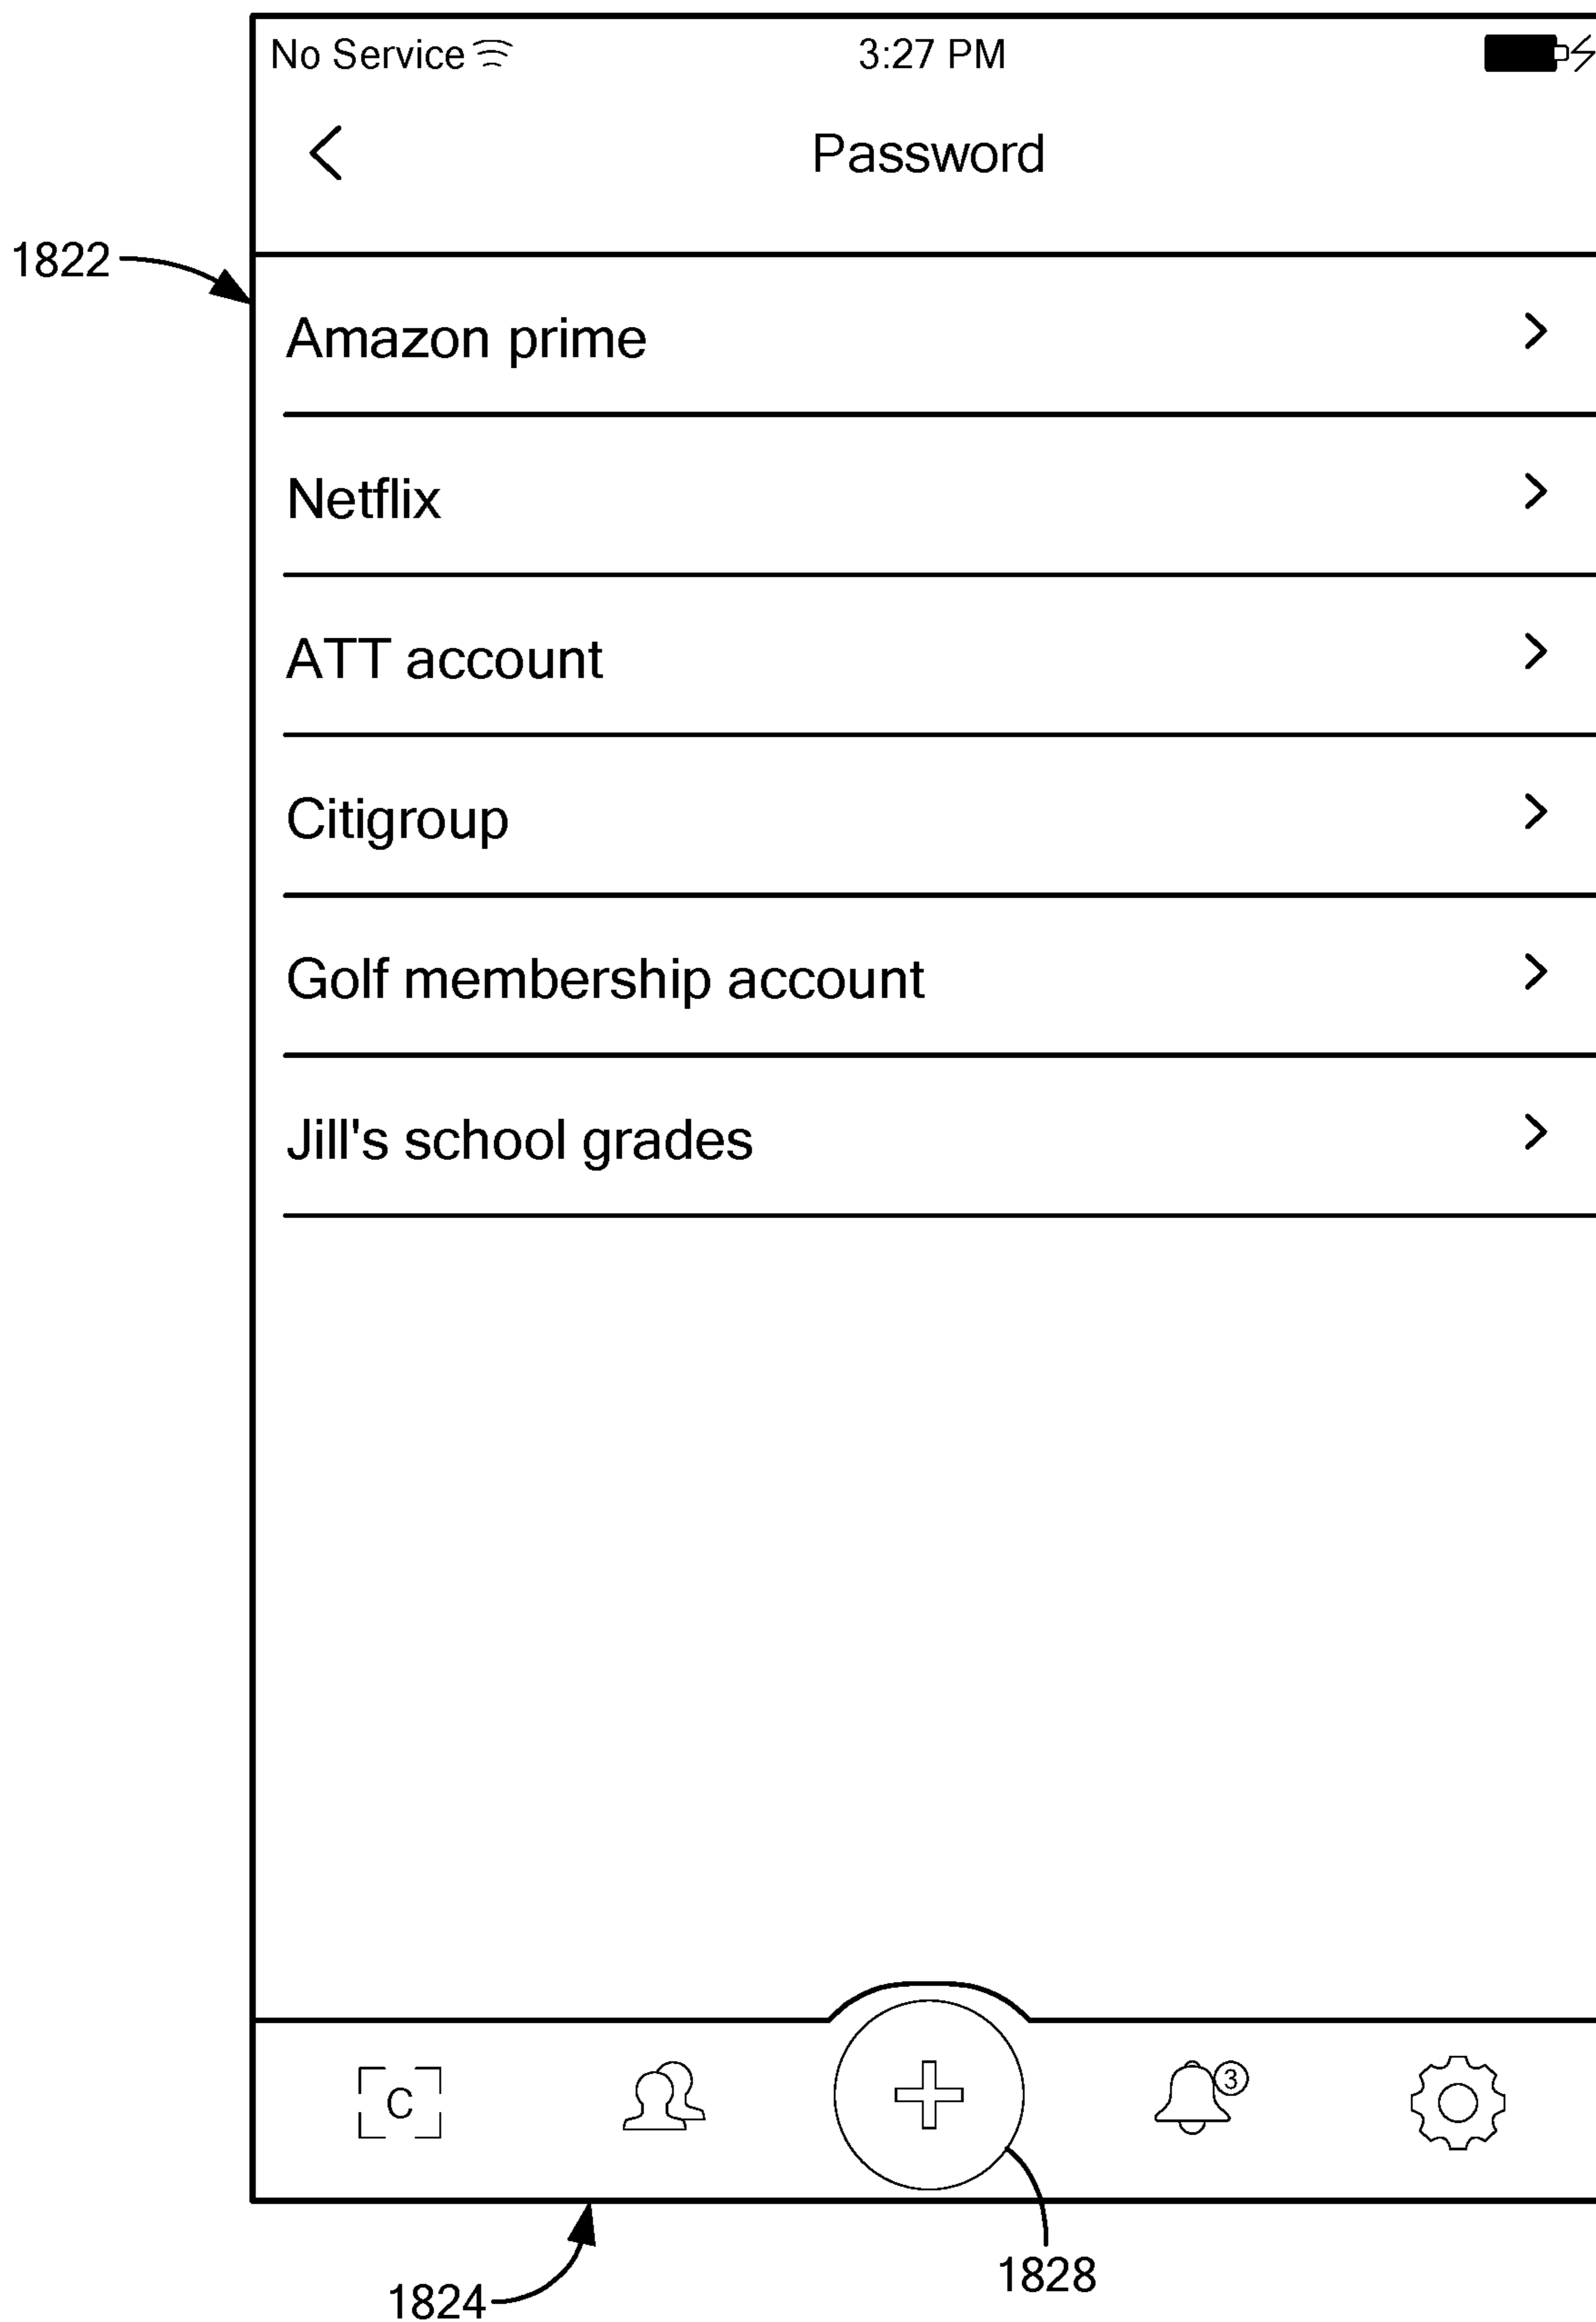 No Service 3:27 PM
Password
1822
Amazon prime
Netflix
ATT account
Citigroup
Golf membership account
Jill's school grades
C 3
1824 1828